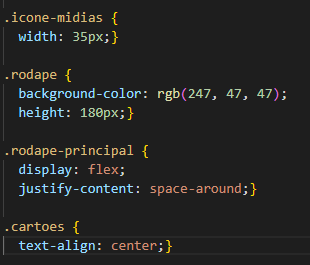 .icone-midias {
width: 35px;}
.rodape {
background-color: rgb(247, 47, 47);
height: 180px;}
.rodape-principal {
display: flex;
justify-content: space-around;}
.cartoes {
text-align: center;}